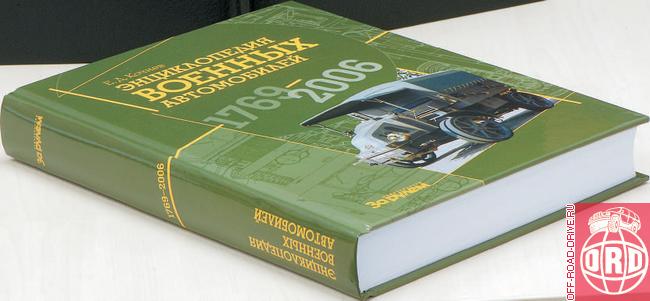 Е.Д. Кочнев
ЭНЦИКЛОПЕДИЯ
ВОЕННЫХ
АВТОМОБИЛЕЙ
1769–2006
За рулем
За рулем
1769–2006
ЭНЦИКЛОПЕДИЯ
ВОЕННЫХ
АВТОМОБИЛЕЙ
OFF-ROAD-DRIVE.RU
ORD